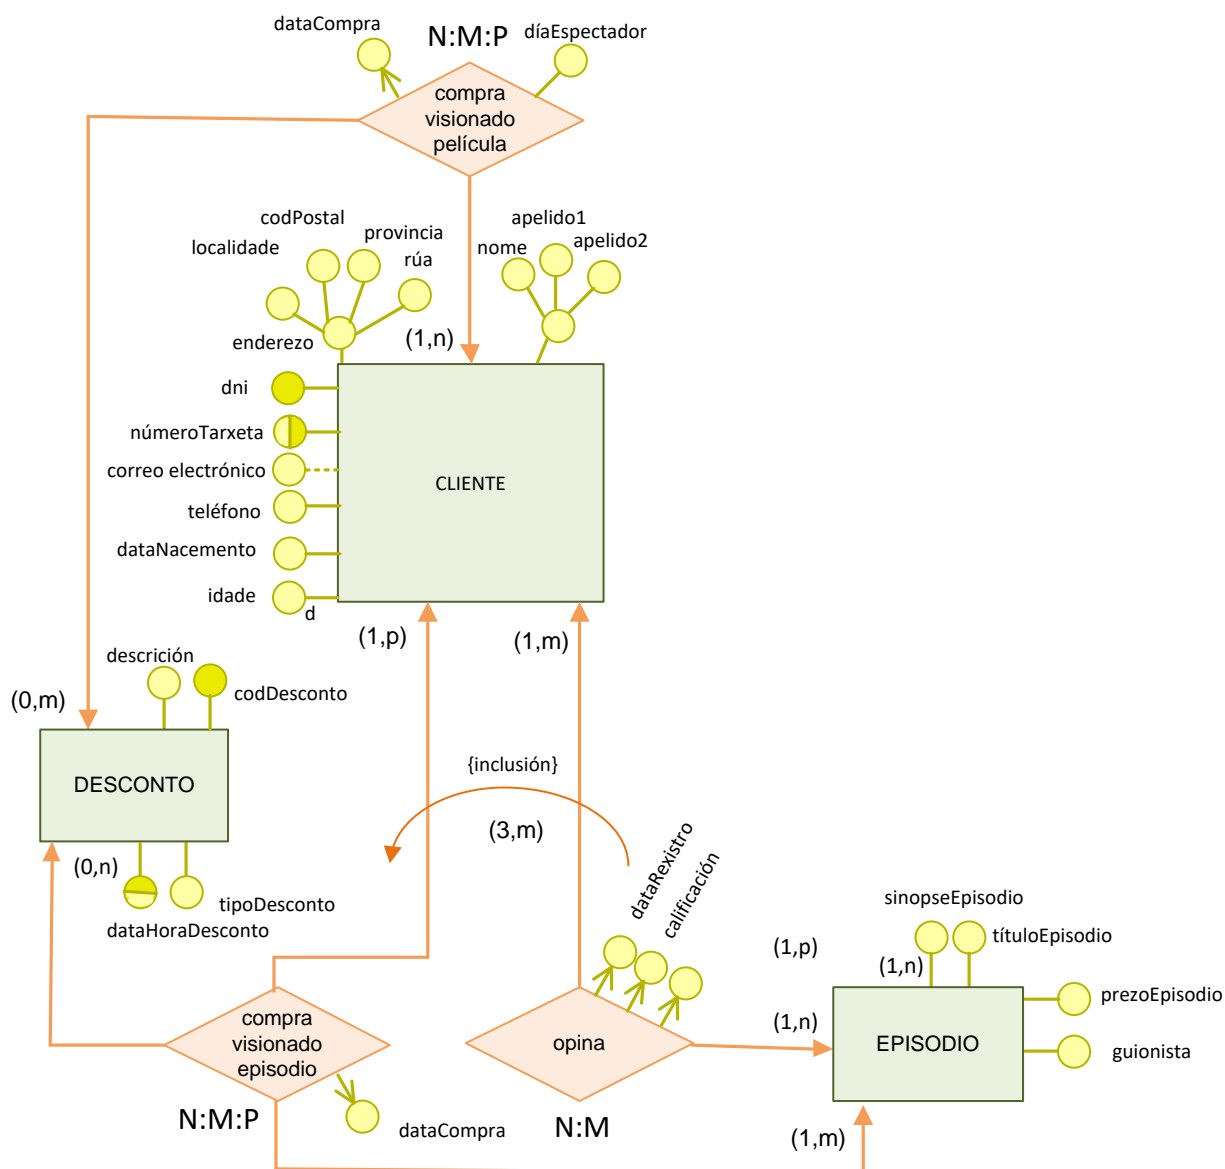 dataCompra
N:M:P
díaEspectador
compra
visionado
película
codPostal
apelido1
localidade
provincia
nome
apelido2
rúa
enderezo
(1,n)
dni
númeroTarxeta
correo electrónico
CLIENTE
teléfono
dataNacemento
idade
d
(1,p)
(1,m)
descrición
codDesconto
(0,m)
{inclusión}
DESCONTO
(3,m)
dataRexistro
calificación
(0,n)
tipoDesconto
dataHoraDesconto
sinopseEpisodio
títuloEpisodio
(1,p)
(1,n)
prezoEpisodio
compra
visionado
episodio
opina
(1,n)
EPISODIO
guionista
N:M:P
dataCompra
N:M
(1,m)